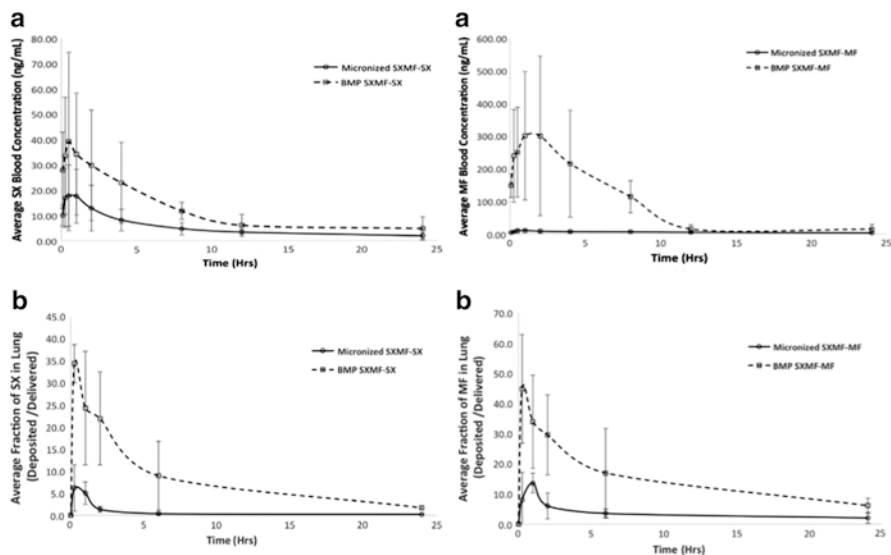 a
Average SX Blood Concentration (ng/mL)
80.00
70.00
60.00
50.00
40.00
30.00
20.00
10.00
0.00
Micronized SXMF-SX
BMP SXMF-SX
0 5 10 15 20 25
Time (Hrs)
a
Average MF Blood Concentration (ng/mL)
600.00
500.00
400.00
300.00
200.00
100.00
0.00
Micronized SXMF-MF
BMP SXMF-MF
0 5 10 15 20 25
Time (Hrs)
b
Average Fraction of SX in Lung
(Deposited /Delivered)
45.0
40.0
35.0
30.0
25.0
20.0
15.0
10.0
5.0
0.0
Micronized SXMF-SX
BMP SXMF-SX
0 5 10 15 20 25
Time (Hrs)
b
Average Fraction of MF in Lung
(Deposited /Delivered)
70.0
60.0
50.0
40.0
30.0
20.0
10.0
0.0
Micronized SXMF-MF
BMP SXMF-MF
0 5 10 15 20 25
Time (Hrs)